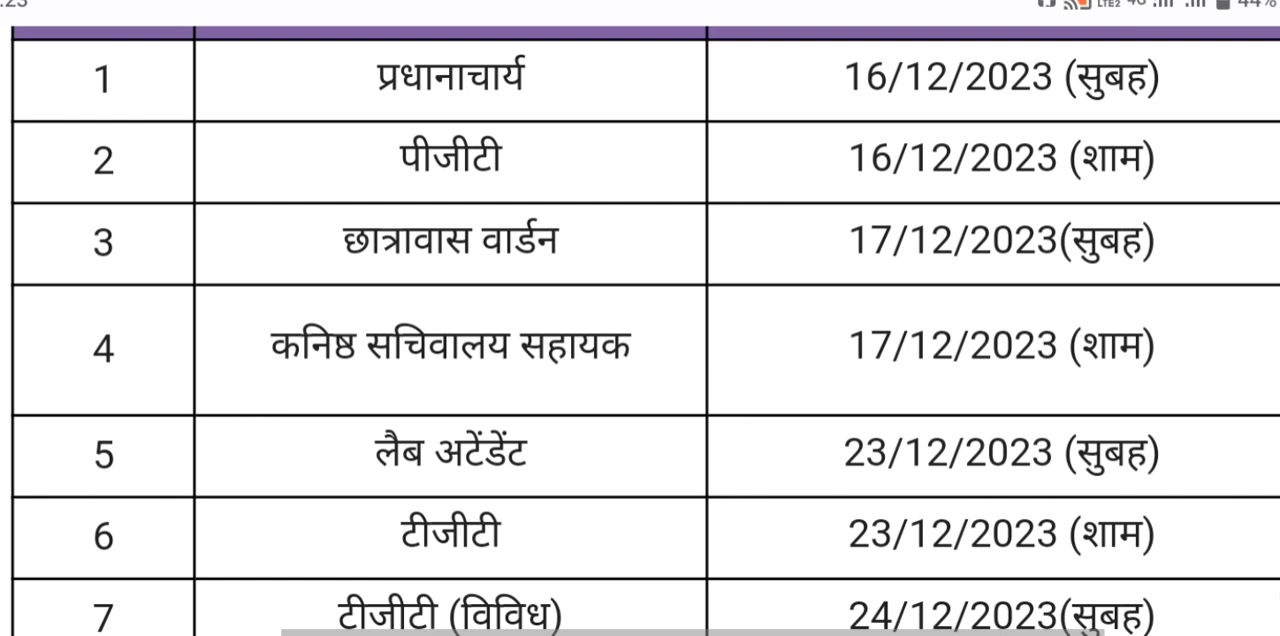 1 प्रधानाचार्य 16/12/2023 (सुबह)
2 पीजीटी 16/12/2023 (शाम)
3 छात्रावास वार्डन 17/12/2023(सुबह)
4 कनिष्ठ सचिवालय सहायक 17/12/2023 (शाम)
5 लैब अटेंडेंट 23/12/2023 (सुबह)
6 टीजीटी 23/12/2023 (शाम)
7 टीजीटी (विविध) 24/12/2023(सुबह)